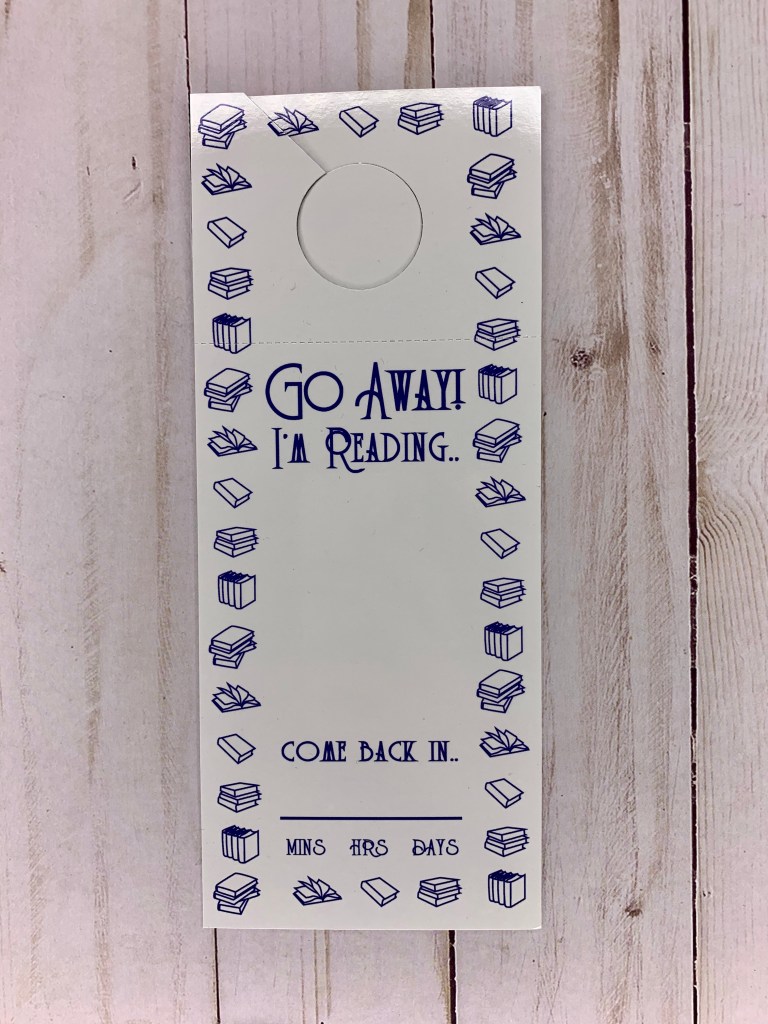 Go Away!
I'm Reading..
COME BACK IN..
MINS HRS DAYS